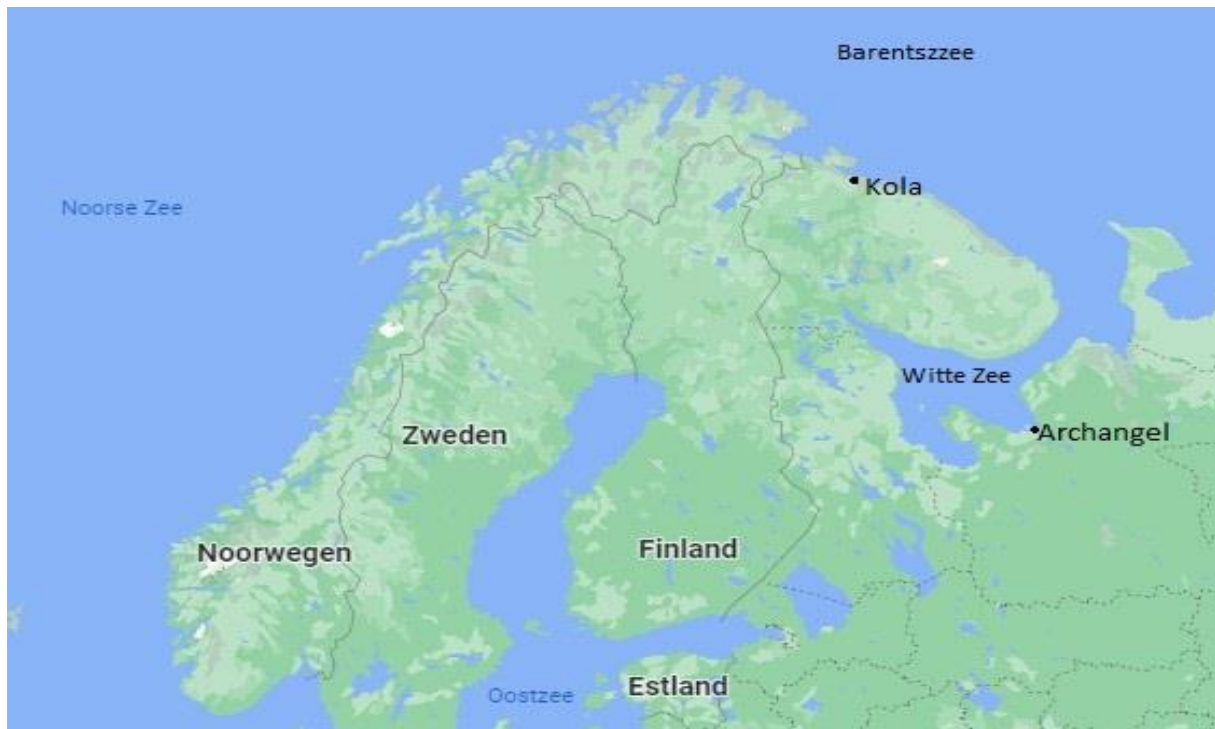 Barentszzee
Kola
Noorse Zee
Witte Zee
Archangel
Zweden
Noorwegen
Finland
Estland
Oostzee